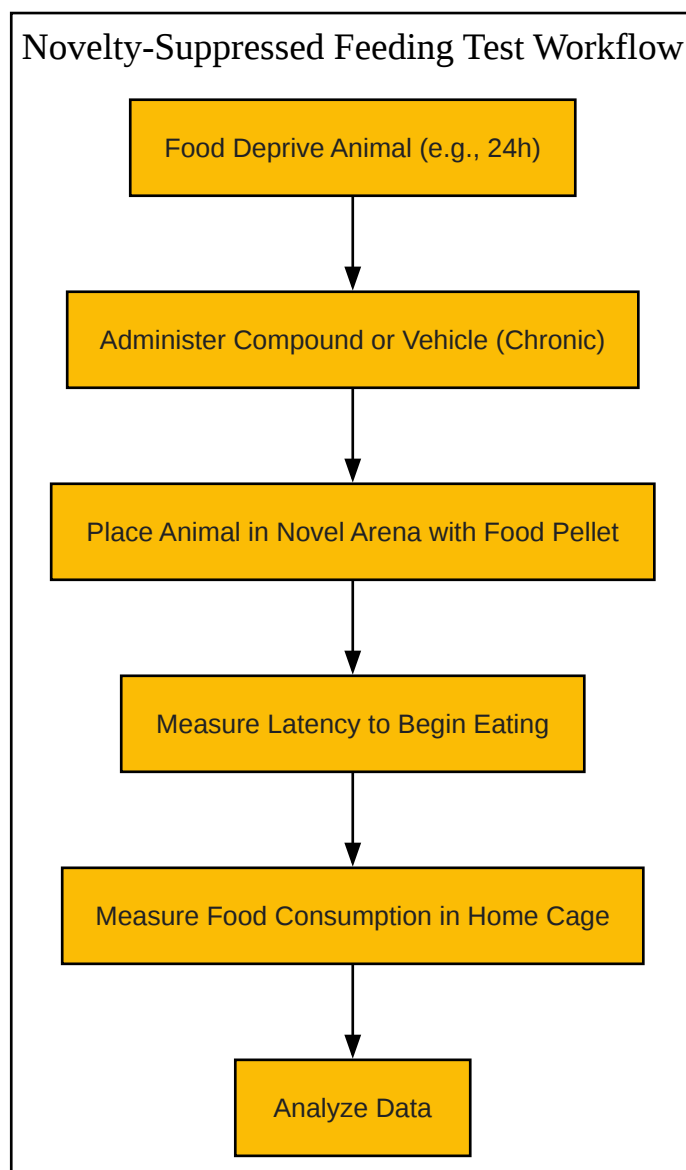 Novelty-Suppressed Feeding Test Workflow
Food Deprive Animal (e.g., 24h)
Administer Compound or Vehicle (Chronic)
Place Animal in Novel Arena with Food Pellet
Measure Latency to Begin Eating
Measure Food Consumption in Home Cage
Analyze Data